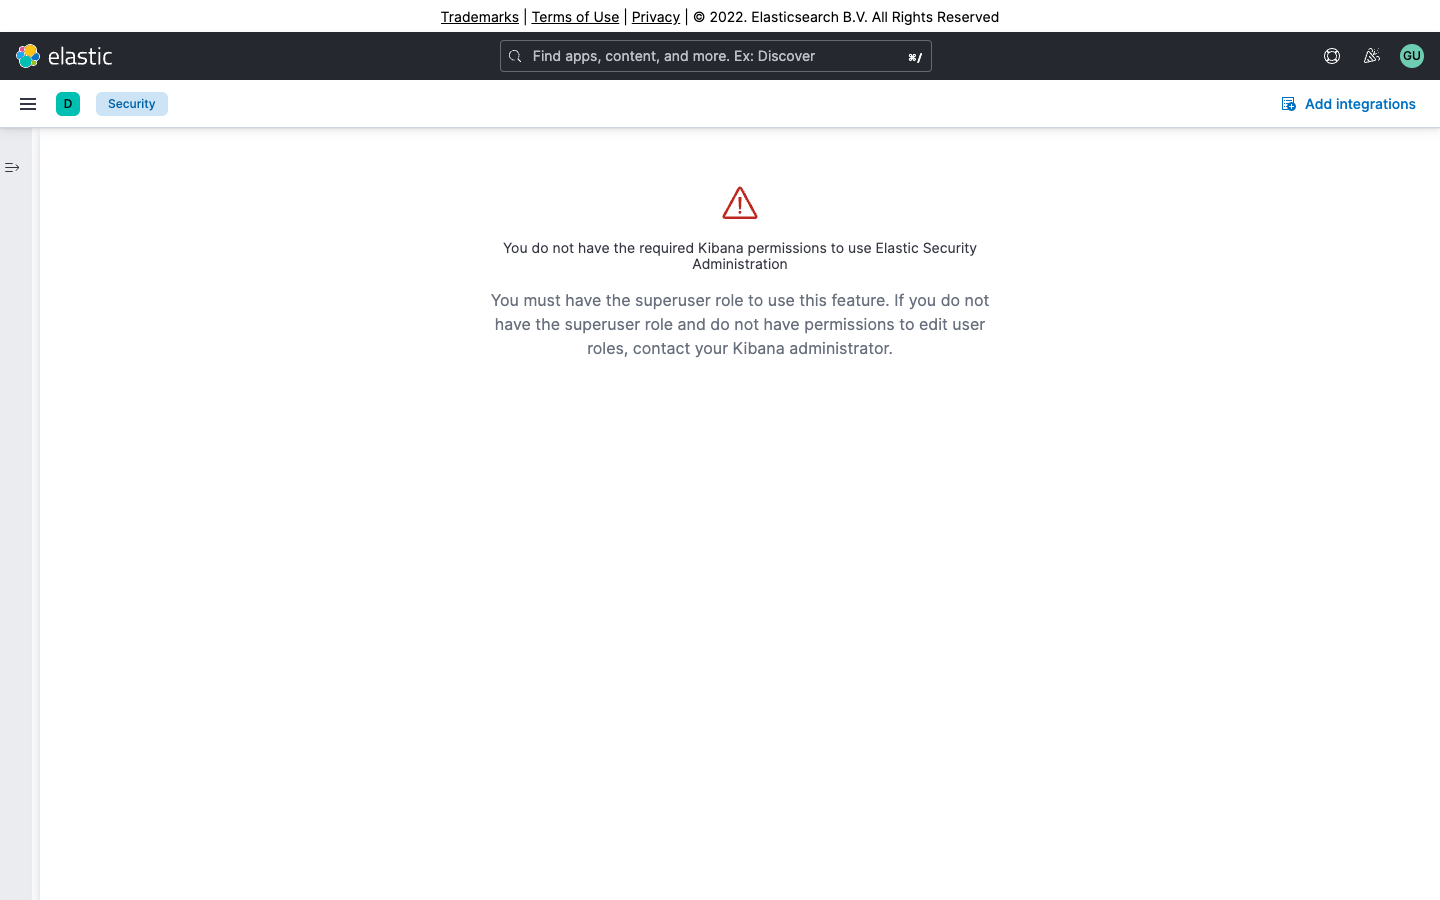 Trademarks | Terms of Use | Privacy | © 2022. Elasticsearch B.V. All Rights Reserved
elastic
Find apps, content, and more. Ex: Discover
⌘/
GU
D
Security
Add integrations
You do not have the required Kibana permissions to use Elastic Security
Administration
You must have the superuser role to use this feature. If you do not
have the superuser role and do not have permissions to edit user
roles, contact your Kibana administrator.